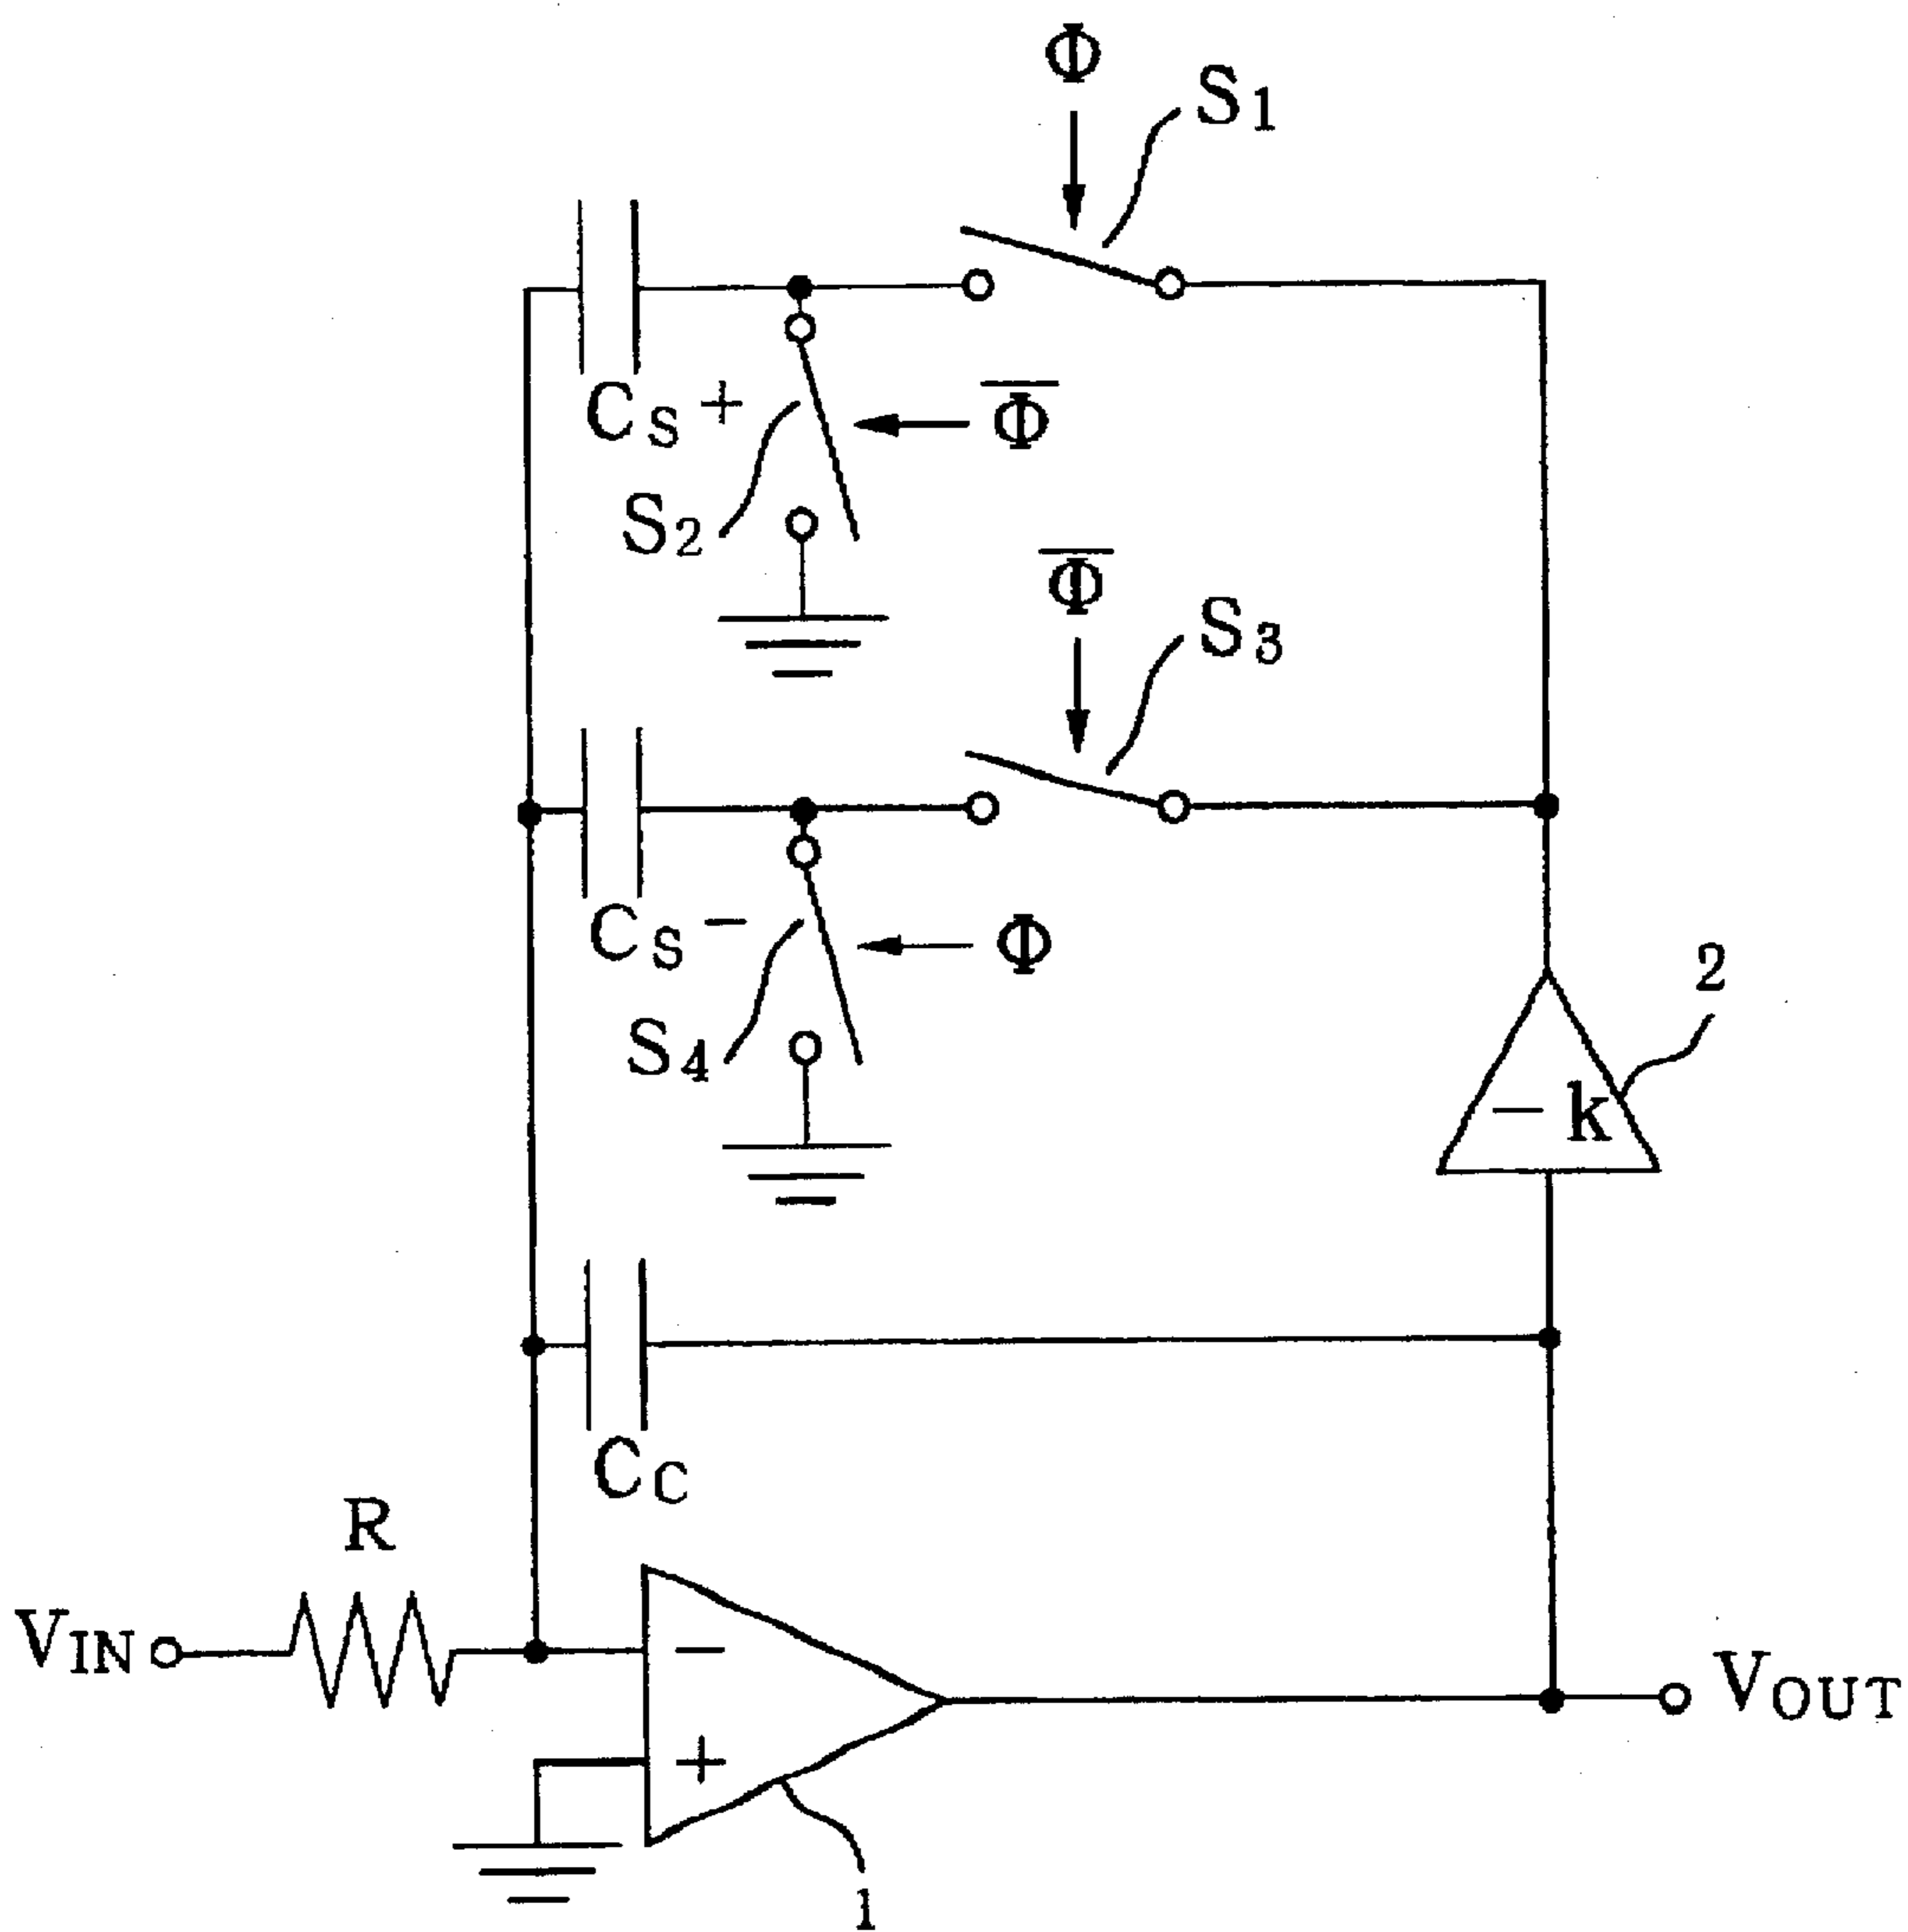 Φ
S1
CS+
Φ̅
S2
Φ̅
S3
CS−
Φ
S4
2
−k
CC
R
VIN
−
VOUT
+
1